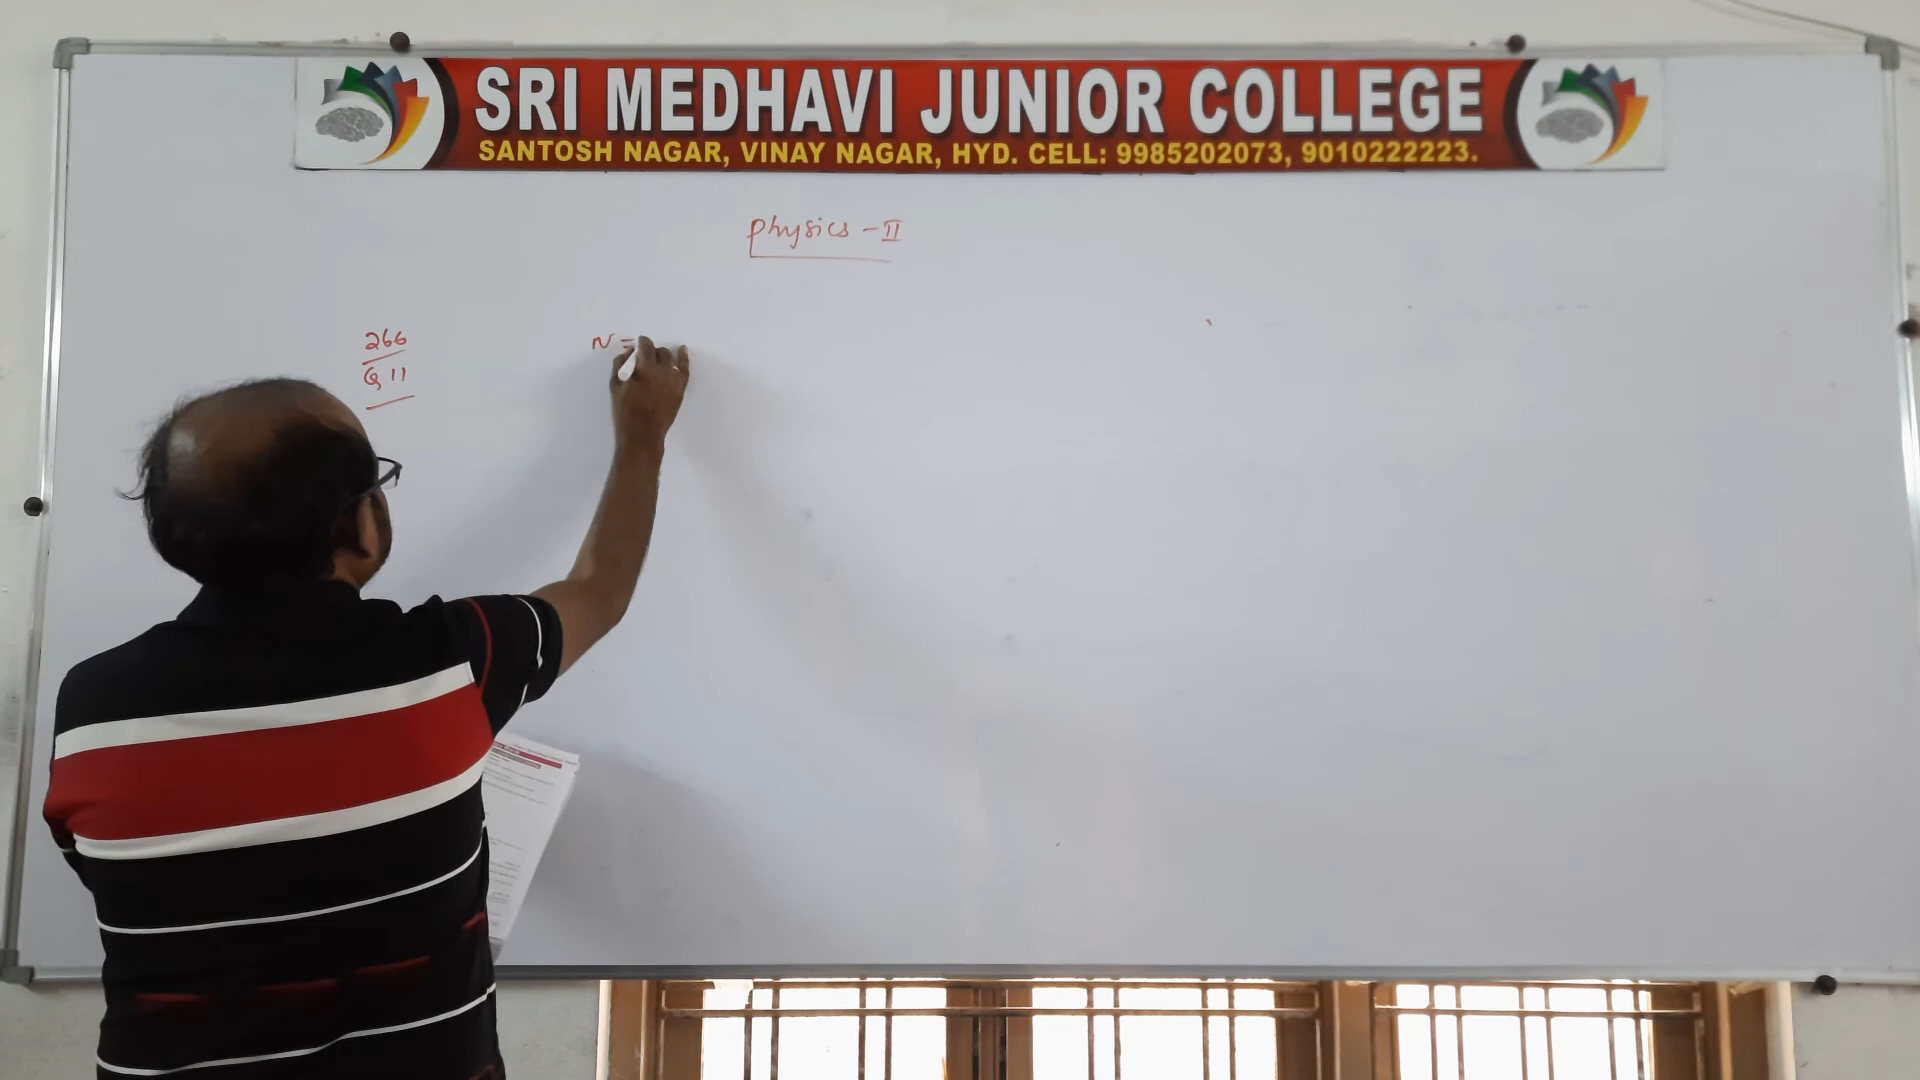 SRI MEDHAVI JUNIOR COLLEGE
SANTOSH NAGAR, VINAY NAGAR, HYD. CELL: 9985202073, 9010222223.
Physics - II
266
Q 11
N =